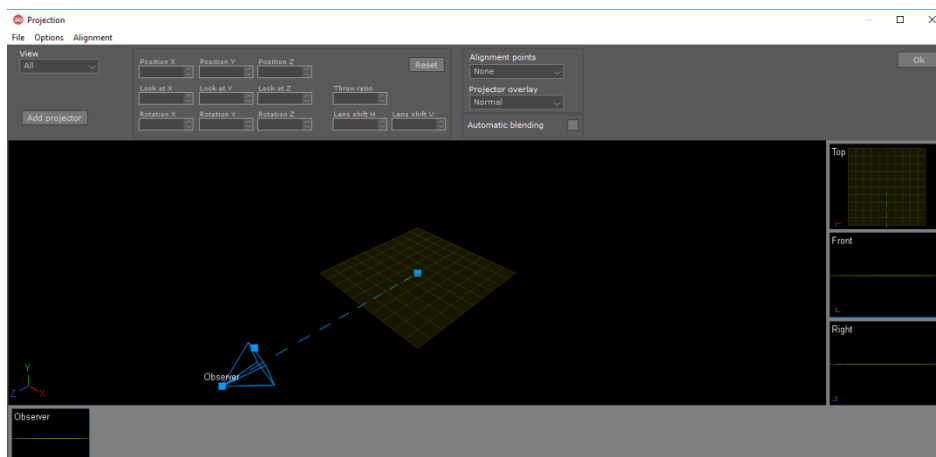 Projection
File Options Alignment
View
All
Add projector
Position X Position Y Position Z
Reset
Look at X Look at Y Look at Z Throw ratio
Rotation X Rotation Y Rotation Z Lens shift H Lens shift V
Alignment points
None
Projector overlay
Normal
Automatic blending
Ok
Top
Front
Right
Observer
Y
Z X
Observer